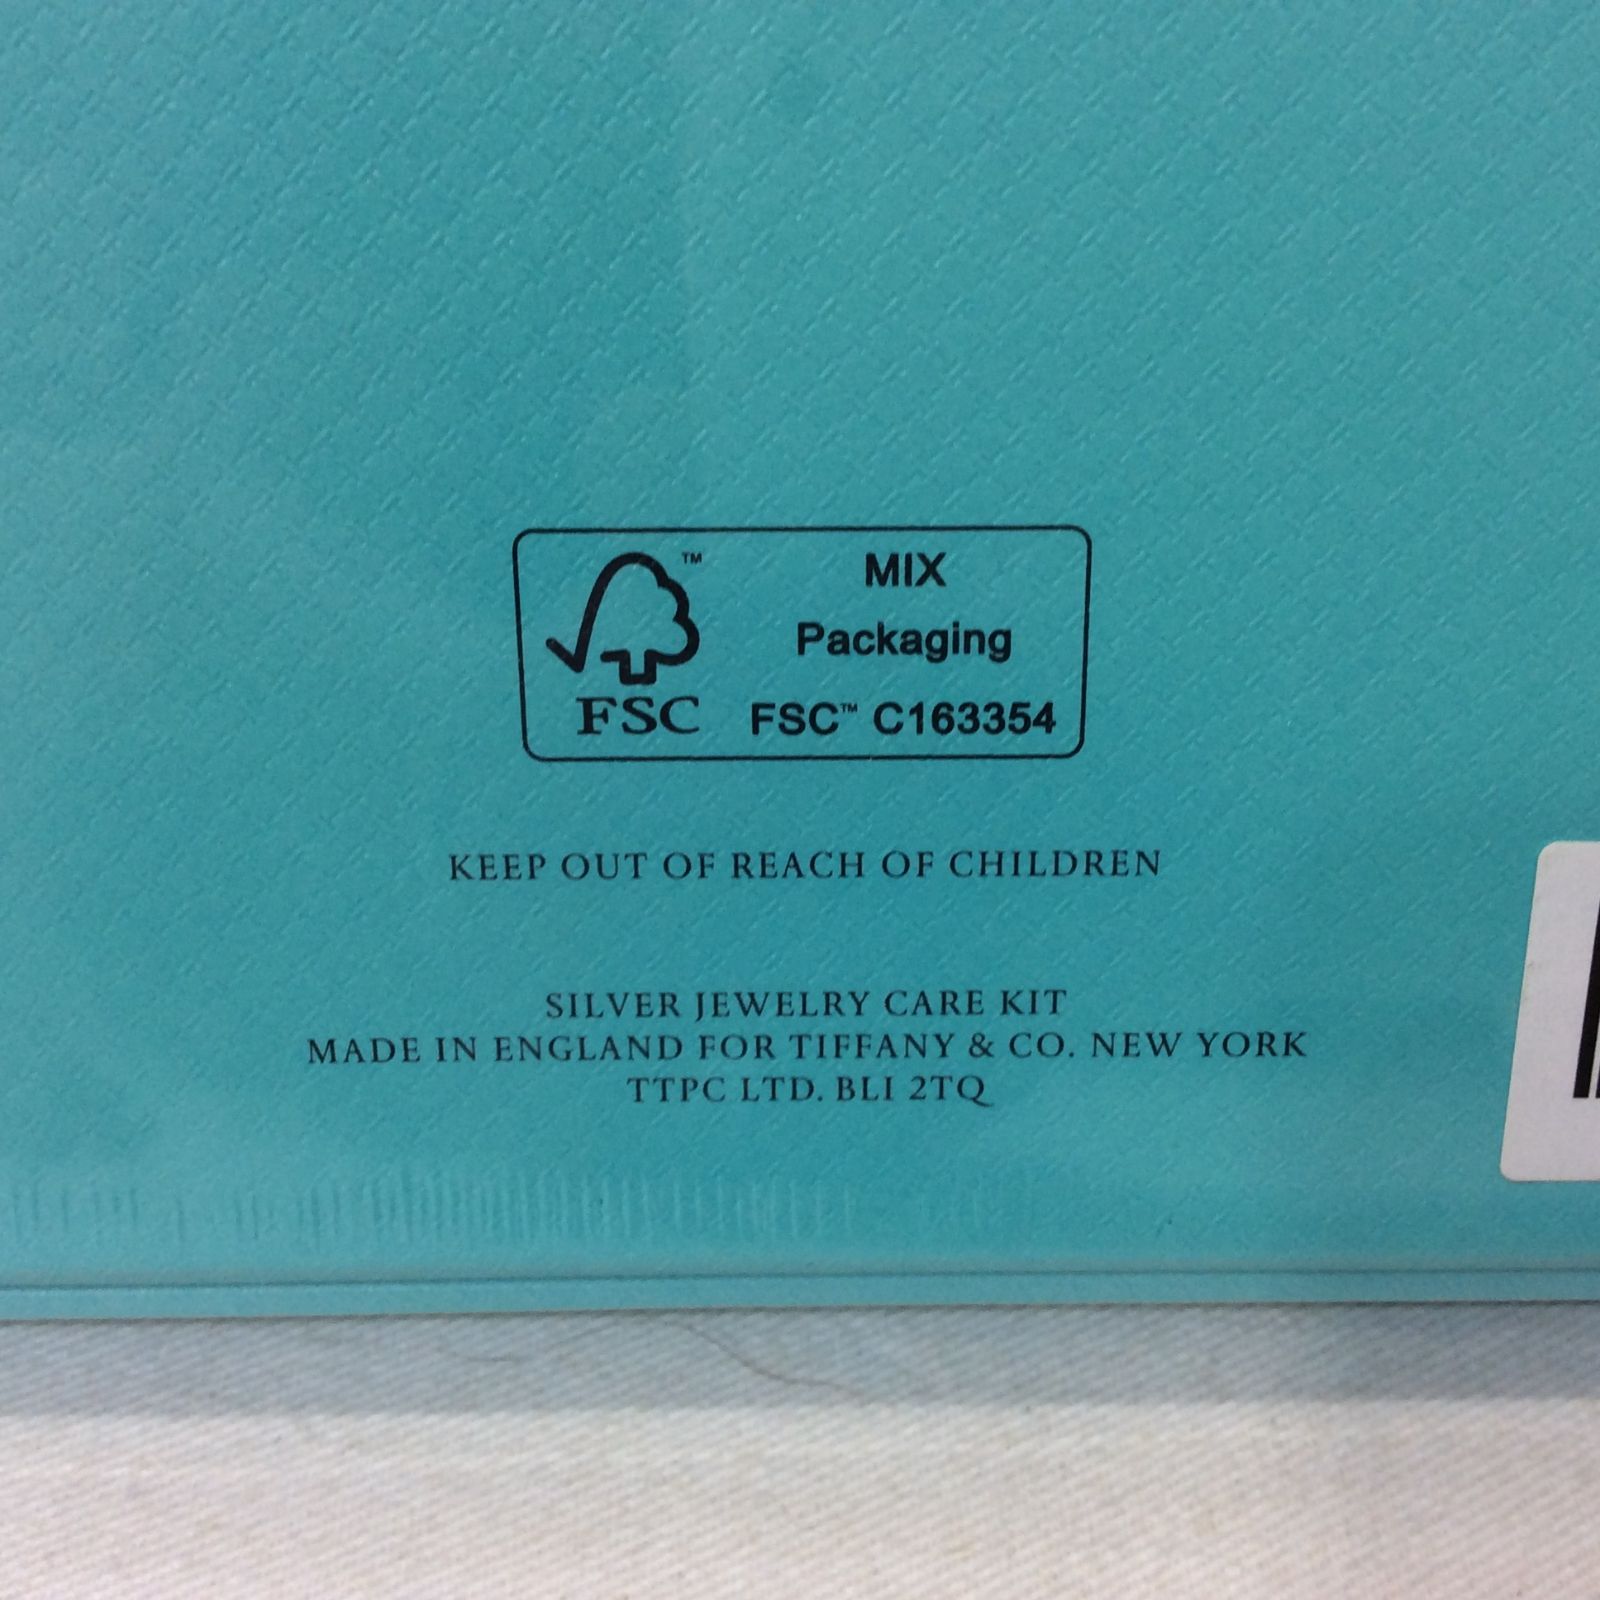 MIX
Packaging
FSC FSC™ C163354
KEEP OUT OF REACH OF CHILDREN
SILVER JEWELRY CARE KIT
MADE IN ENGLAND FOR TIFFANY & CO. NEW YORK
TTPC LTD. BLI 2TQ